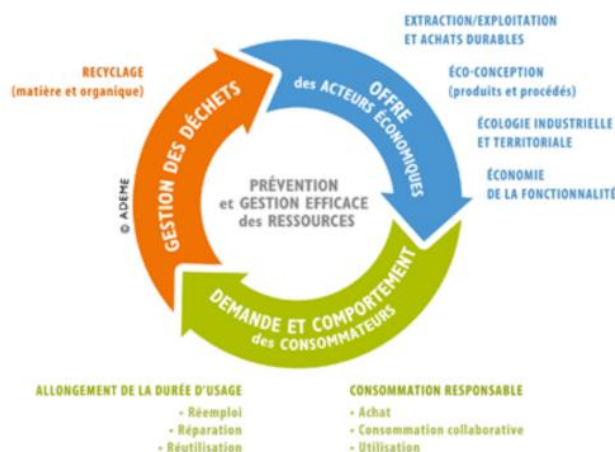 EXTRACTION/EXPLOITATION
ET ACHATS DURABLES
RECYCLAGE
(matière et organique)
ÉCO-CONCEPTION
(produits et procédés)
ÉCOLOGIE INDUSTRIELLE
ET TERRITORIALE
ÉCONOMIE
DE LA FONCTIONNALITÉ
OFFRE
des ACTEURS ÉCONOMIQUES
GESTION DES DÉCHETS
© ADEME
PRÉVENTION
et GESTION EFFICACE
des RESSOURCES
DEMANDE ET COMPORTEMENT
des CONSOMMATEURS
ALLONGEMENT DE LA DURÉE D'USAGE
• Réemploi
• Réparation
• Réutilisation
CONSOMMATION RESPONSABLE
• Achat
• Consommation collaborative
• Utilisation